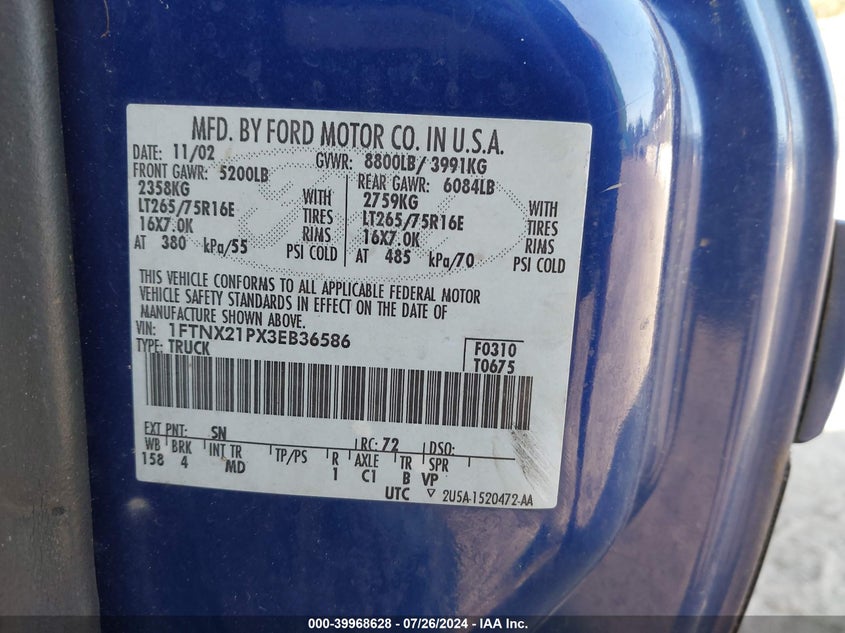 MFD. BY FORD MOTOR CO. IN U.S.A.
DATE: 11/02 GVWR: 8800LB/ 3991KG
FRONT GAWR: 5200LB REAR GAWR: 6084LB
2358KG WITH 2759KG WITH
LT265/75R16E TIRES LT265/75R16E TIRES
16X7.0K RIMS 16X7.0K RIMS
AT 380 kPa/55 PSI COLD AT 485 kPa/70 PSI COLD
THIS VEHICLE CONFORMS TO ALL APPLICABLE FEDERAL MOTOR
VEHICLE SAFETY STANDARDS IN EFFECT ON THE DATE OF
MANUFACTURE SHOWN ABOVE.
VIN: 1FTNX21PX3EB36586 F0310
TYPE: TRUCK T0675
EXT PNT: SN RC: 72 DSO:
WB BRK INT TR TP/PS R AXLE TR SPR
158 4 MD 1 C1 B VP
UTC ▽ 2U5A-1520472-AA
000-39968628 / 07/26/2024 - IAA Inc.